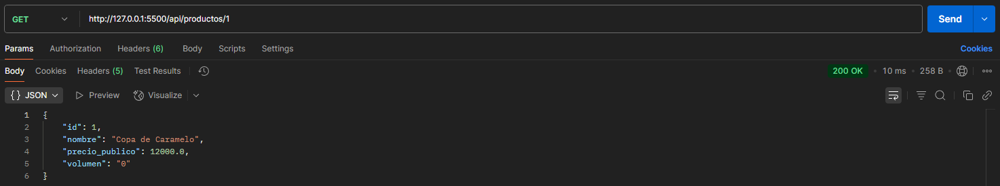 GET http://127.0.0.1:5500/api/productos/1 Send
Params Authorization Headers (6) Body Scripts Settings Cookies
Body Cookies Headers (5) Test Results 200 OK • 10 ms • 258 B
{} JSON Preview Visualize
1 {
2 "id": 1,
3 "nombre": "Copa de Caramelo",
4 "precio_publico": 12000.0,
5 "volumen": "0"
6 }